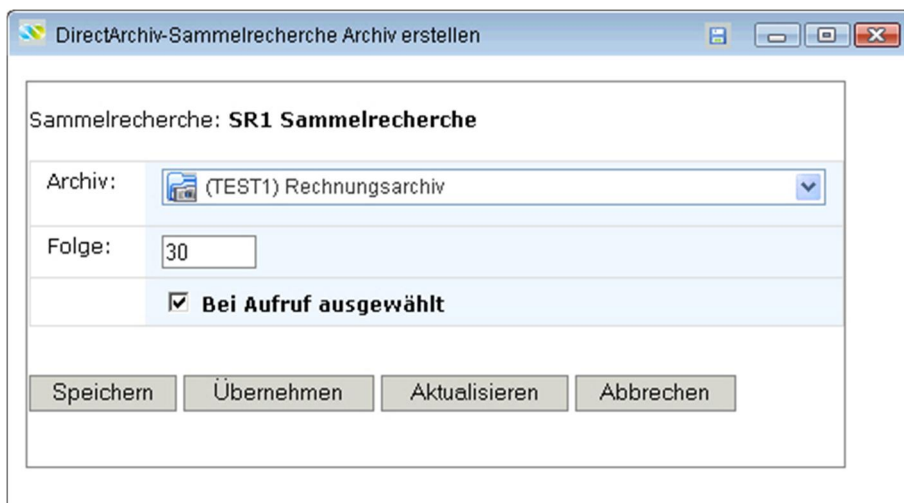 DirectArchiv-Sammelrecherche Archiv erstellen
Sammelrecherche: SR1 Sammelrecherche
Archiv: (TEST1) Rechnungsarchiv
Folge: 30
Bei Aufruf ausgewählt
Speichern Übernehmen Aktualisieren Abbrechen